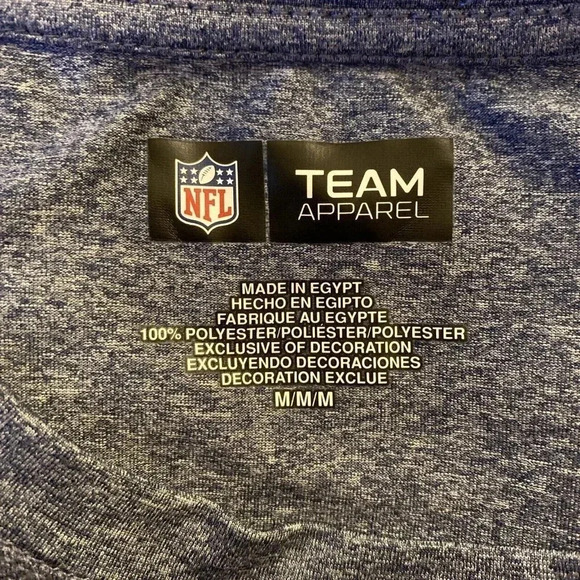 NFL
TEAM
APPAREL
MADE IN EGYPT
HECHO EN EGIPTO
FABRIQUE AU EGYPTE
100% POLYESTER/POLIÉSTER/POLYESTER
EXCLUSIVE OF DECORATION
EXCLUYENDO DECORACIONES
DECORATION EXCLUE
M/M/M